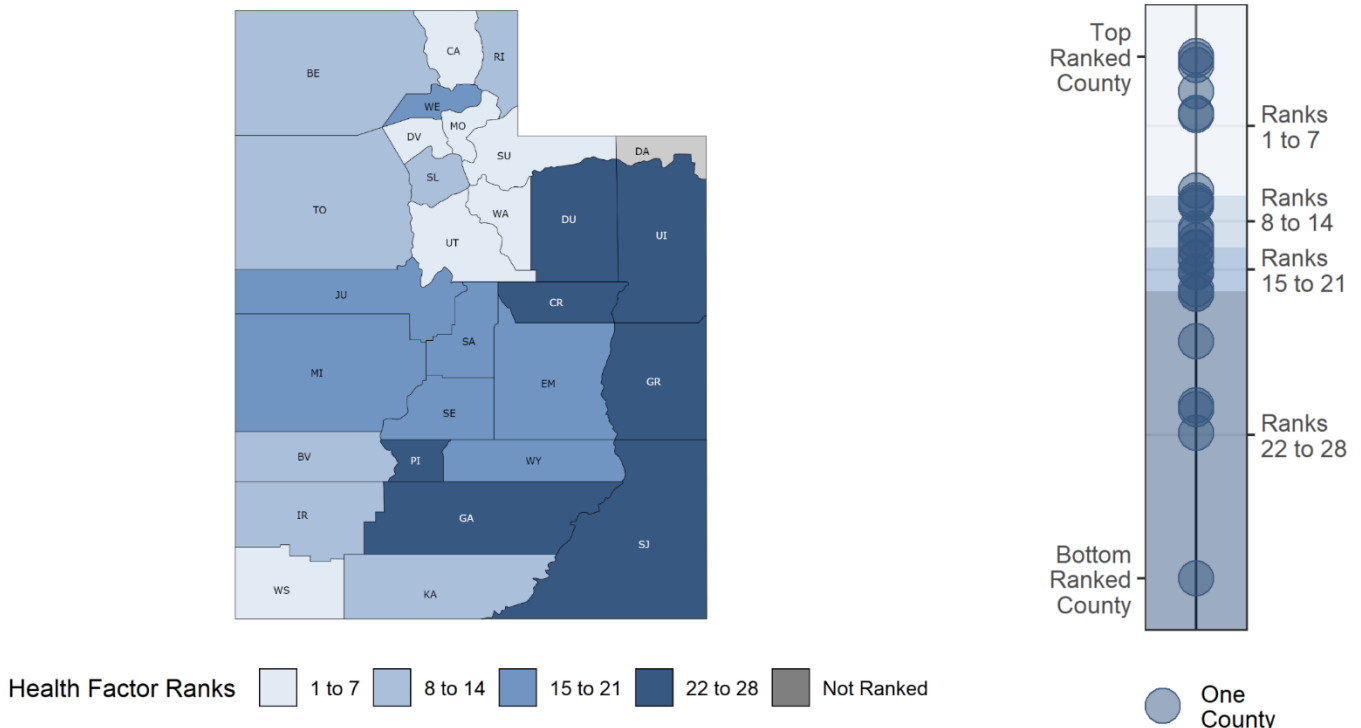 CA
RI
BE
WE
MO
DV
SU
DA
SL
TO
WA
DU
UI
UT
JU
CR
SA
MI
EM
GR
SE
BV
PI
WY
IR
GA
SJ
WS
KA
Top
Ranked
County
Ranks
1 to 7
Ranks
8 to 14
Ranks
15 to 21
Ranks
22 to 28
Bottom
Ranked
County
Health Factor Ranks 1 to 7 8 to 14 15 to 21 22 to 28 Not Ranked
One
County